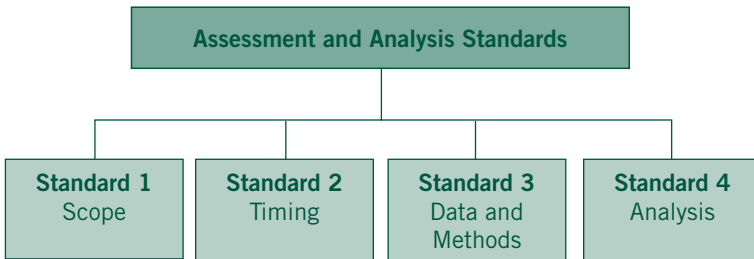 Assessment and Analysis Standards
Standard 1
Scope
Standard 2
Timing
Standard 3
Data and
Methods
Standard 4
Analysis